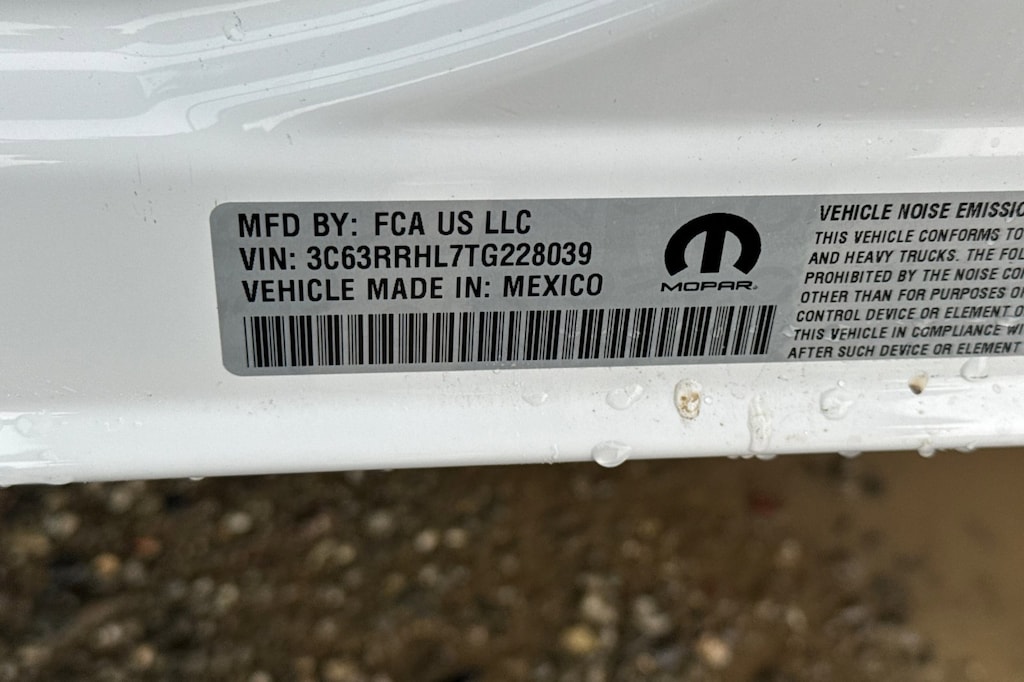 MFD BY: FCA US LLC
VIN: 3C63RRHL7TG228039
VEHICLE MADE IN: MEXICO
MOPAR®
VEHICLE NOISE EMISSIO
THIS VEHICLE CONFORMS TO
AND HEAVY TRUCKS. THE FOL
PROHIBITED BY THE NOISE CON
OTHER THAN FOR PURPOSES O
CONTROL DEVICE OR ELEMENT O
THIS VEHICLE IN COMPLIANCE WI
AFTER SUCH DEVICE OR ELEMENT